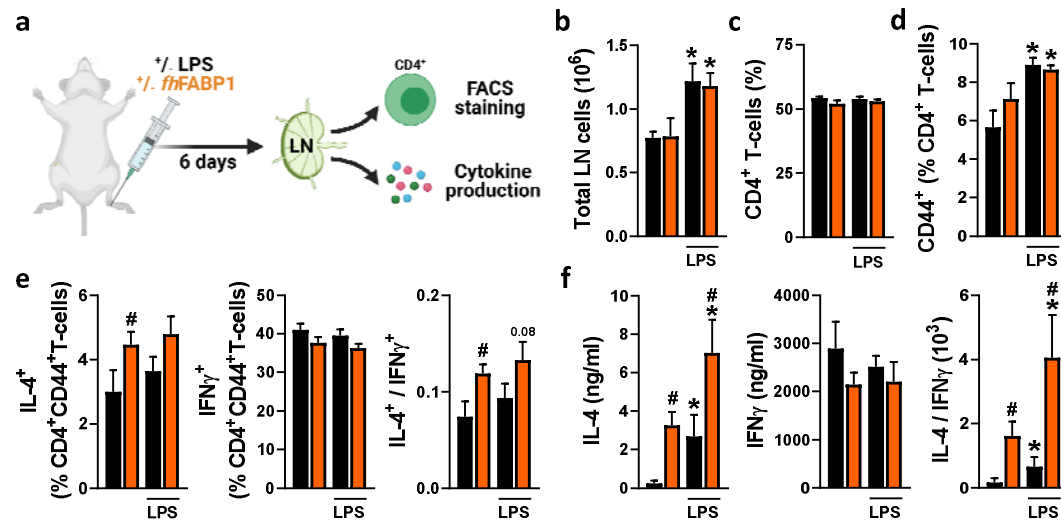 a
+/- LPS
+/- fhFABP1
6 days
LN
CD4+
FACS
staining
Cytokine
production
b
Total LN cells (10⁶)
1.5
1.0
0.5
0.0
* *
LPS
c
CD4+ T-cells (%)
75
50
25
0
LPS
d
CD44+ (% CD4+ T-cells)
10
8
6
4
2
0
* *
LPS
e
IL-4+
(% CD4+CD44+T-cells)
6
4
2
0
#
LPS
IFNγ+
(% CD4+CD44+T-cells)
50
40
30
20
10
0
LPS
IL-4+ / IFNγ+
0.2
0.1
0.0
#
0.08
LPS
f
IL-4 (ng/ml)
10
8
6
4
2
0
#
*
#
*
LPS
IFNγ (ng/ml)
4000
3000
2000
1000
0
LPS
IL-4 / IFNγ (10³)
6
4
2
0
#
*
#
*
LPS